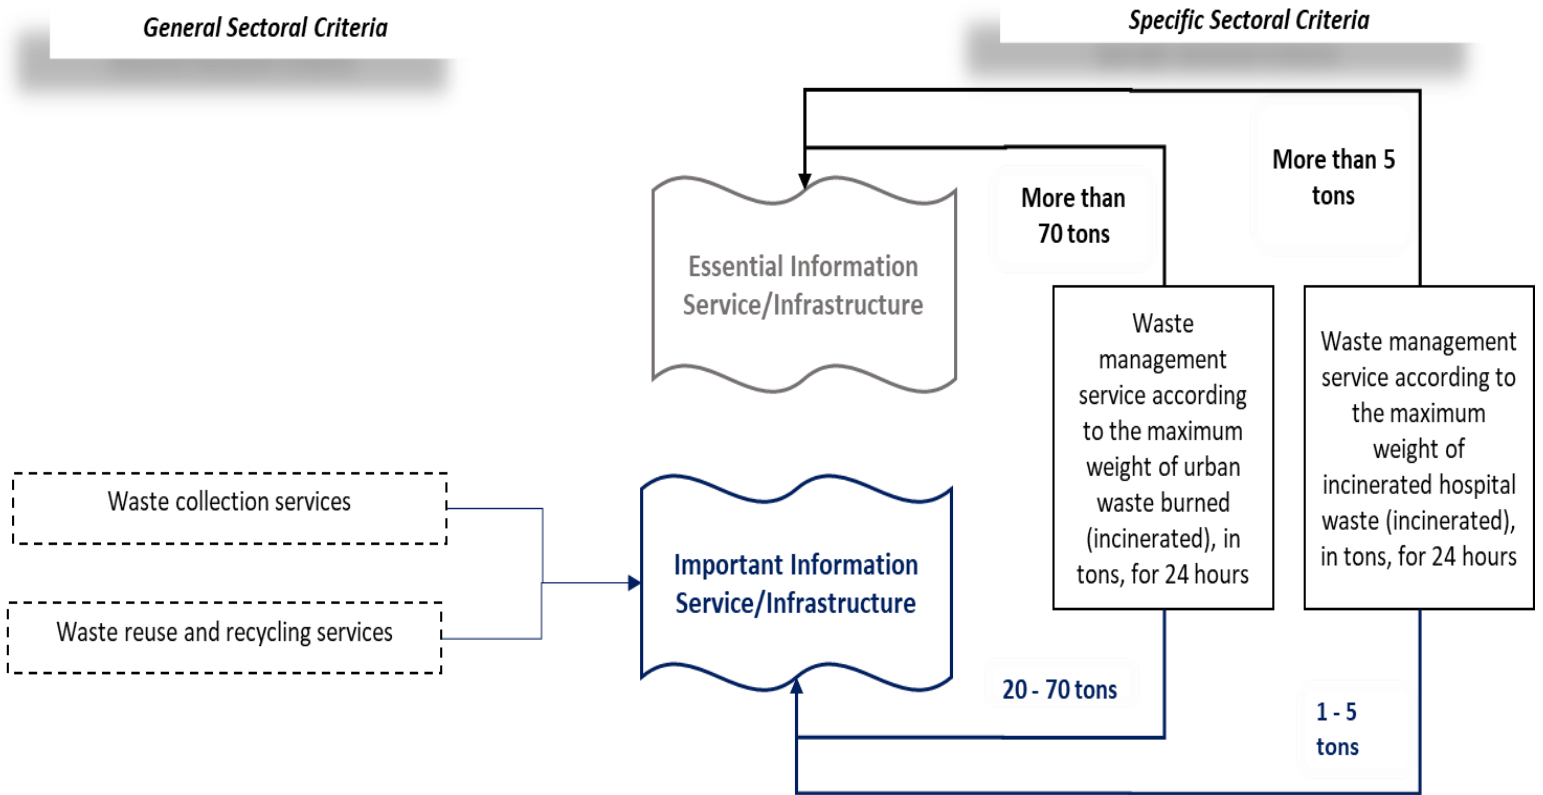 General Sectoral Criteria
Specific Sectoral Criteria
More than 5
tons
More than
70 tons
Essential Information
Service/Infrastructure
Waste
management
service according
to the maximum
weight of urban
waste burned
(incinerated), in
tons, for 24 hours
Waste management
service according to
the maximum
weight of
incinerated hospital
waste (incinerated),
in tons, for 24 hours
Waste collection services
Waste reuse and recycling services
Important Information
Service/Infrastructure
20 - 70 tons
1 - 5
tons